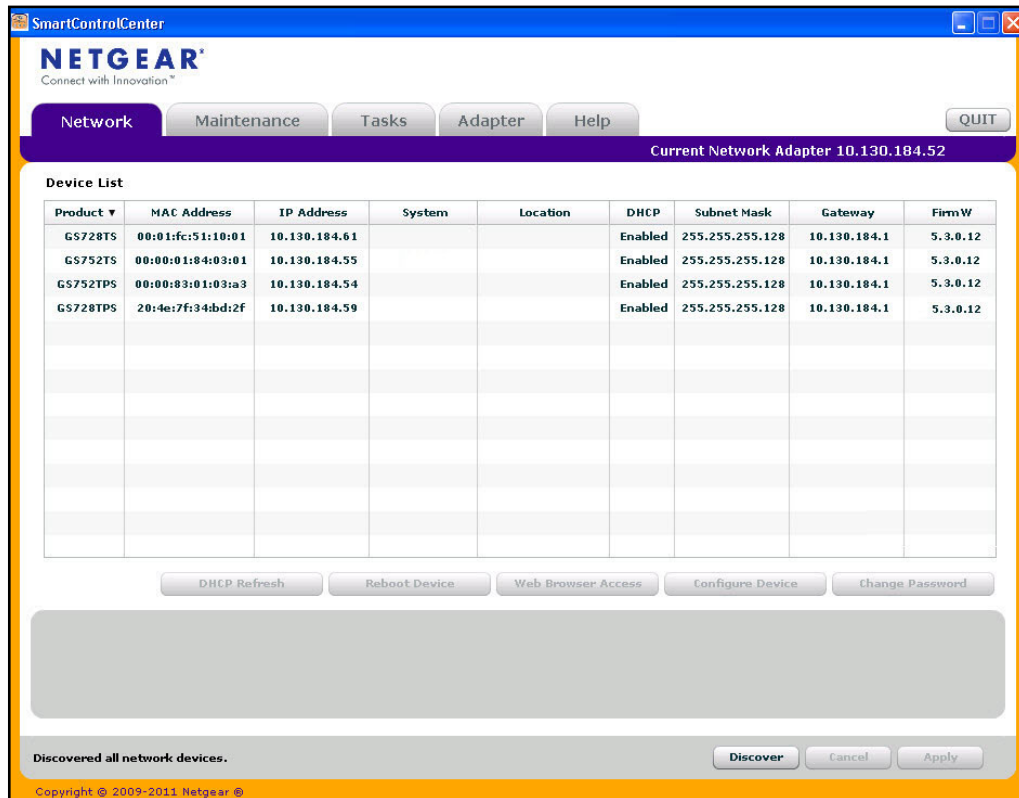 SmartControlCenter
NETGEAR®
Connect with Innovation™
Network Maintenance Tasks Adapter Help QUIT
Current Network Adapter 10.130.184.52
Device List
Product ▼ MAC Address IP Address System Location DHCP Subnet Mask Gateway FirmW
GS728TS 00:01:fc:51:10:01 10.130.184.61 Enabled 255.255.255.128 10.130.184.1 5.3.0.12
GS752TS 00:00:01:84:03:01 10.130.184.55 Enabled 255.255.255.128 10.130.184.1 5.3.0.12
GS752TPS 00:00:83:01:03:a3 10.130.184.54 Enabled 255.255.255.128 10.130.184.1 5.3.0.12
GS728TPS 20:4e:7f:34:bd:2f 10.130.184.59 Enabled 255.255.255.128 10.130.184.1 5.3.0.12
DHCP Refresh Reboot Device Web Browser Access Configure Device Change Password
Discovered all network devices. Discover Cancel Apply
Copyright © 2009-2011 Netgear ®